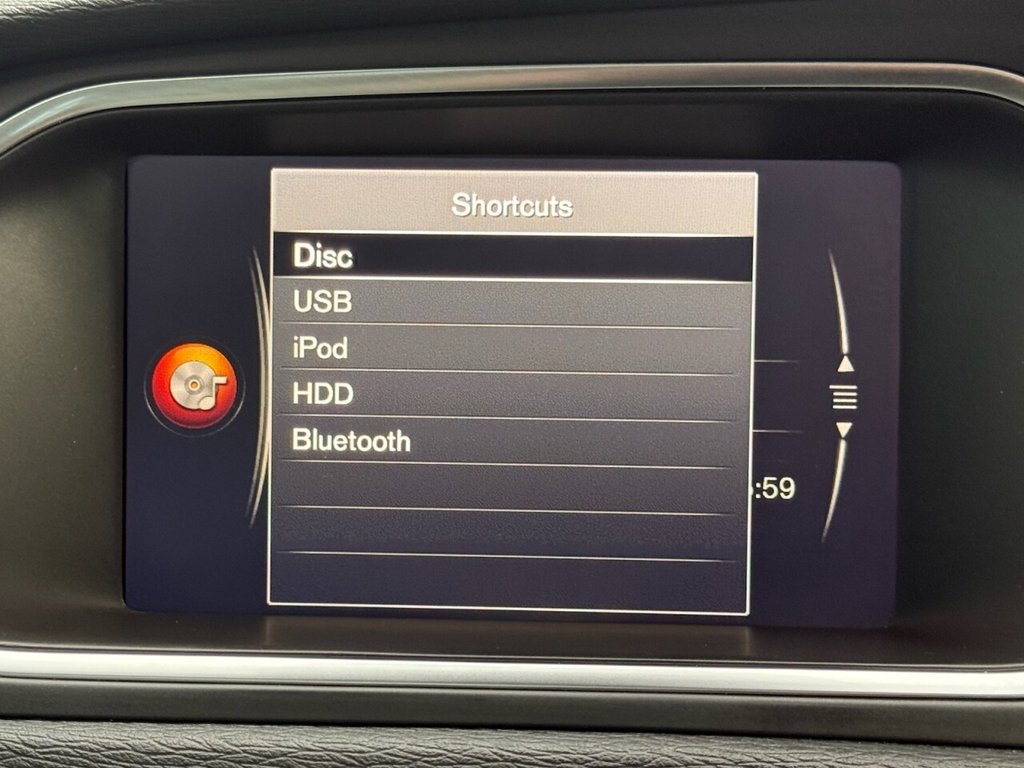 Shortcuts
Disc
USB
iPod
HDD
Bluetooth
:59